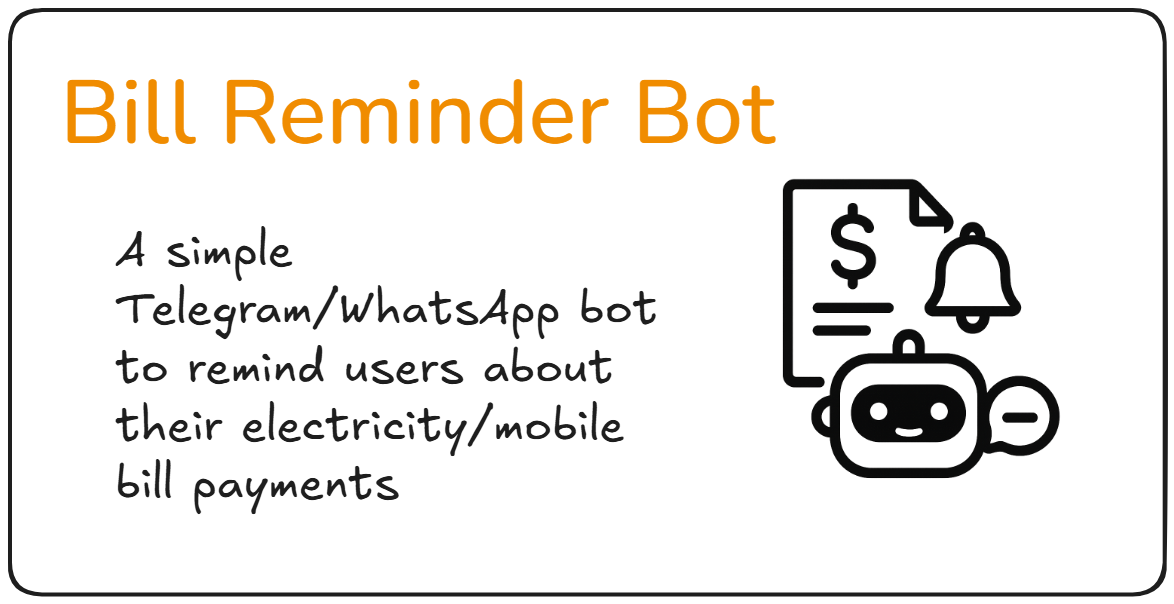 Bill Reminder Bot
A simple
Telegram/WhatsApp bot
to remind users about
their electricity/mobile
bill payments
$